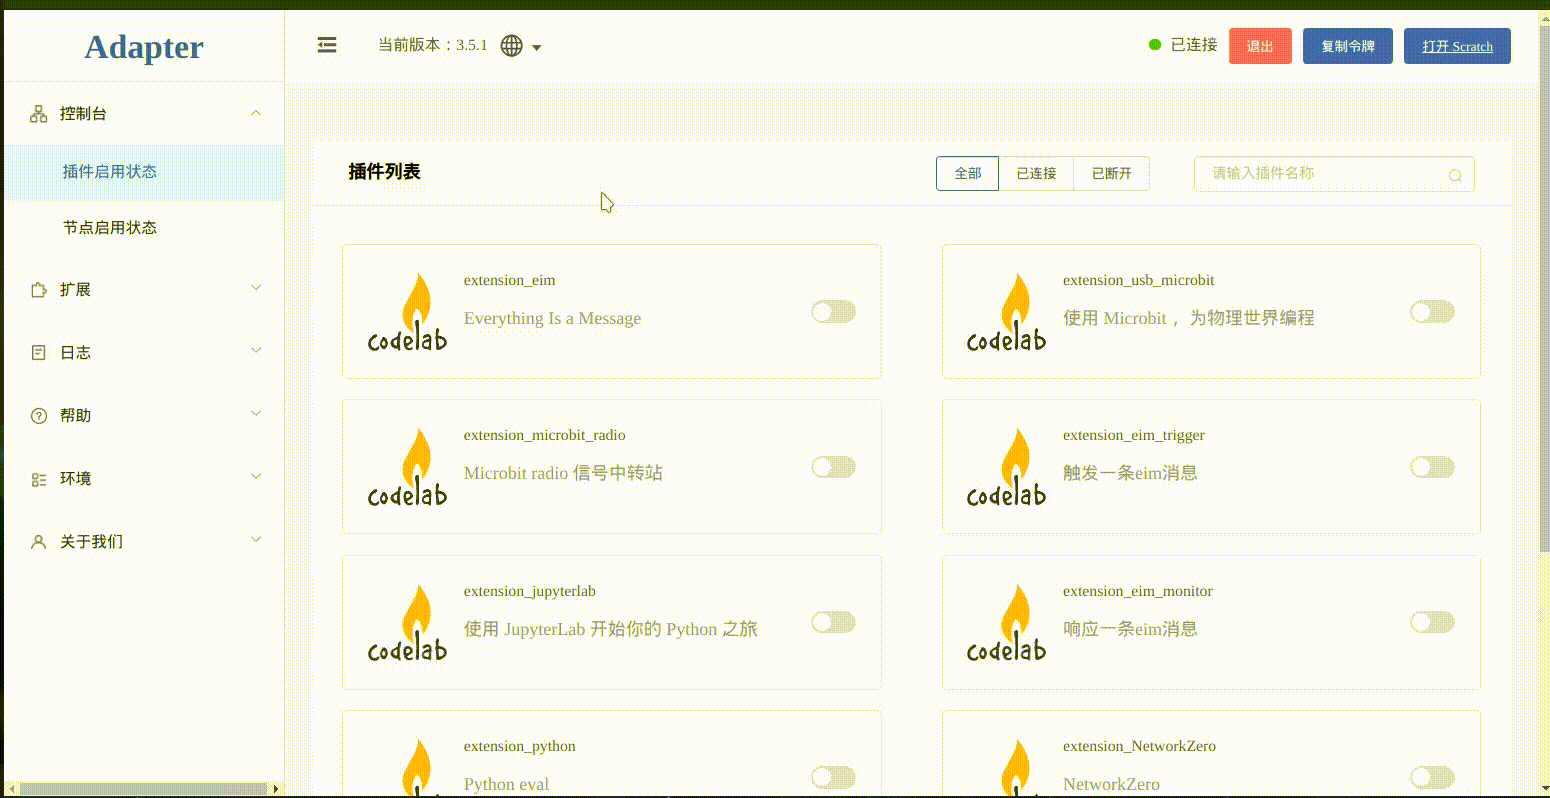 Adapter
当前版本：3.5.1
已连接
退出
复制令牌
打开 Scratch
控制台
插件启用状态
节点启用状态
扩展
日志
帮助
环境
关于我们
插件列表
全部
已连接
已断开
请输入插件名称
codelab
extension_eim
Everything Is a Message
codelab
extension_usb_microbit
使用 Microbit ，为物理世界编程
codelab
extension_microbit_radio
Microbit radio 信号中转站
codelab
extension_eim_trigger
触发一条eim消息
codelab
extension_jupyterlab
使用 JupyterLab 开始你的 Python 之旅
codelab
extension_eim_monitor
响应一条eim消息
extension_python
Python eval
extension_NetworkZero
NetworkZero